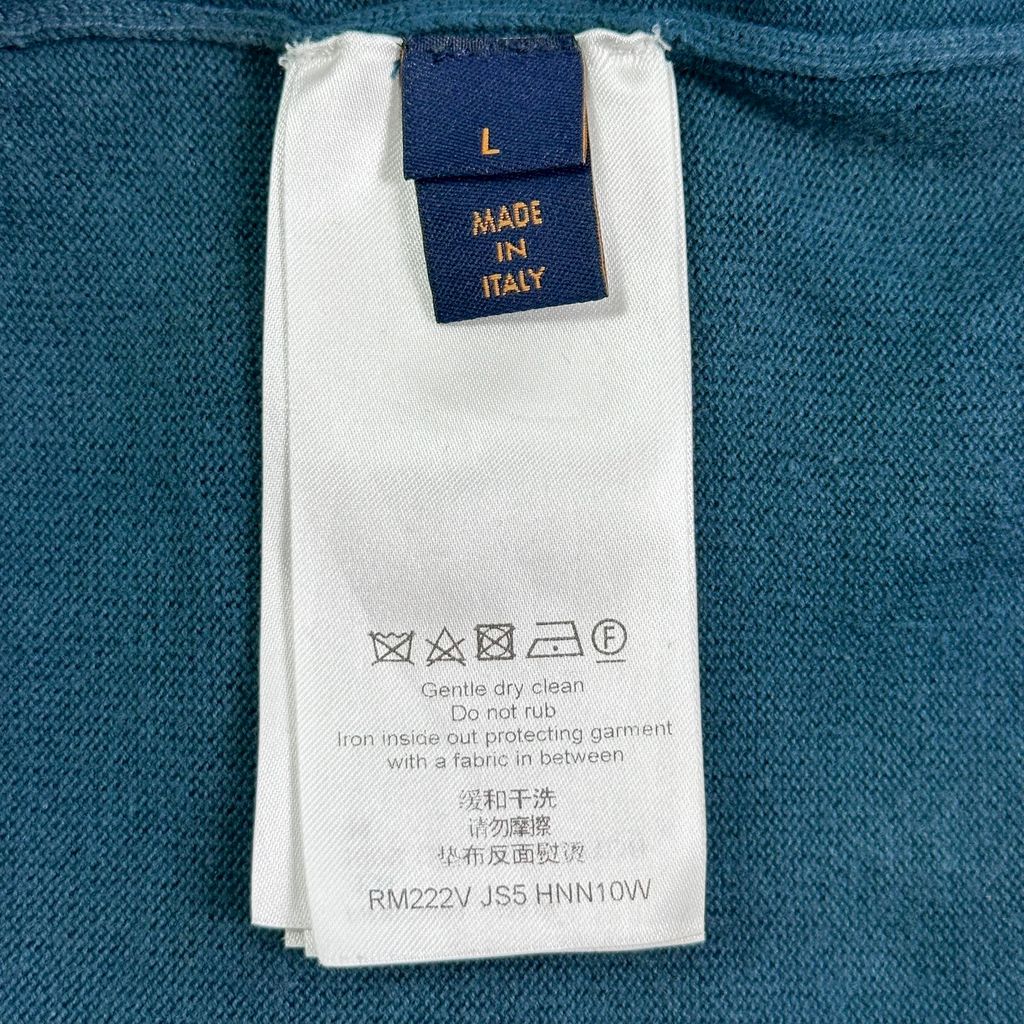 L
MADE
IN
ITALY
F
Gentle dry clean
Do not rub
Iron inside out protecting garment
with a fabric in between
缓和干洗
请勿摩擦
垫布反面熨烫
RM222V JS5 HNN10W